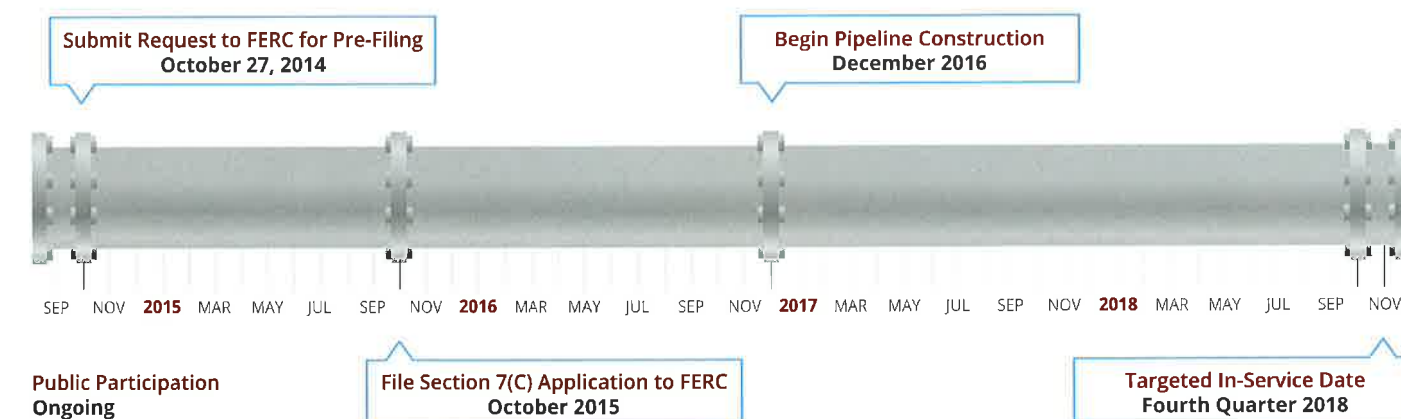 Submit Request to FERC for Pre-Filing
October 27, 2014
Begin Pipeline Construction
December 2016
SEP NOV 2015 MAR MAY JUL SEP NOV 2016 MAR MAY JUL SEP NOV 2017 MAR MAY JUL SEP NOV 2018 MAR MAY JUL SEP NOV
Public Participation
Ongoing
File Section 7(C) Application to FERC
October 2015
Targeted In-Service Date
Fourth Quarter 2018